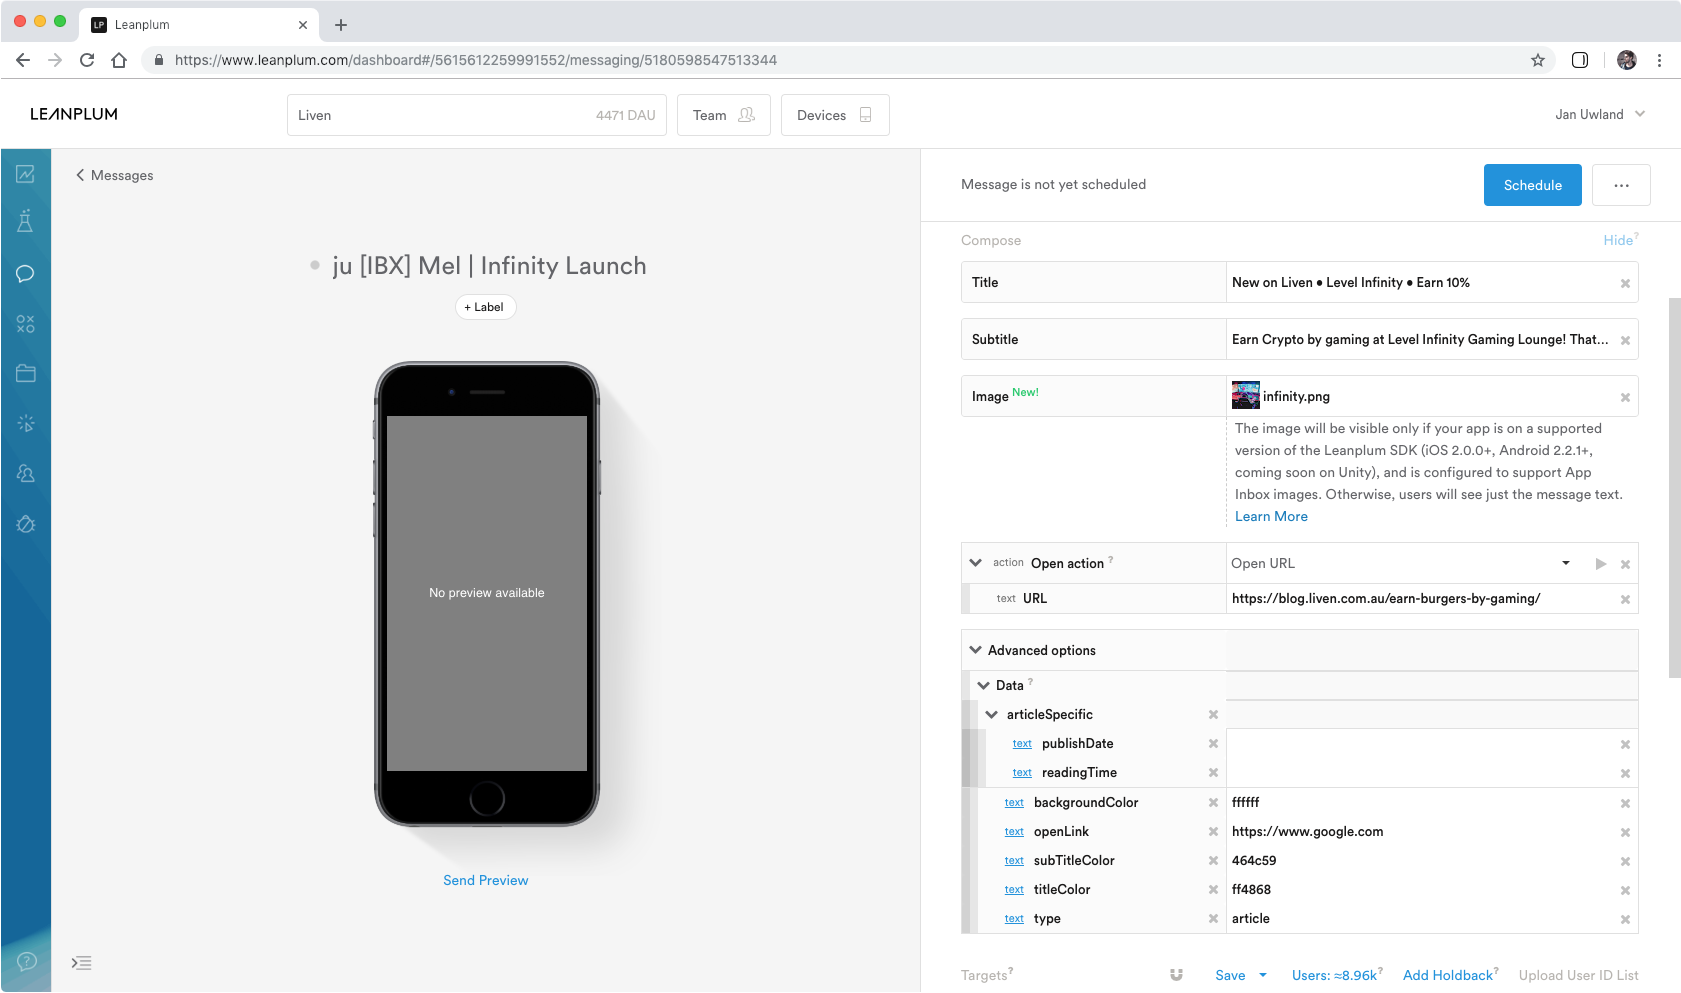 LP Leanplum
https://www.leanplum.com/dashboard#/5615612259991552/messaging/5180598547513344
LEANPLUM
Liven 4471 DAU
Team
Devices
Jan Uwland
Messages
Message is not yet scheduled
Schedule
ju [IBX] Mel | Infinity Launch
+ Label
No preview available
Send Preview
Compose Hide?
Title New on Liven • Level Infinity • Earn 10%
Subtitle Earn Crypto by gaming at Level Infinity Gaming Lounge! That...
Image New! infinity.png
The image will be visible only if your app is on a supported
version of the Leanplum SDK (iOS 2.0.0+, Android 2.2.1+,
coming soon on Unity), and is configured to support App
Inbox images. Otherwise, users will see just the message text.
Learn More
action Open action ? Open URL
text URL https://blog.liven.com.au/earn-burgers-by-gaming/
Advanced options
Data ?
articleSpecific
text publishDate
text readingTime
text backgroundColor ffffff
text openLink https://www.google.com
text subTitleColor 464c59
text titleColor ff4868
text type article
Targets? Save Users: ≈8.96k? Add Holdback? Upload User ID List